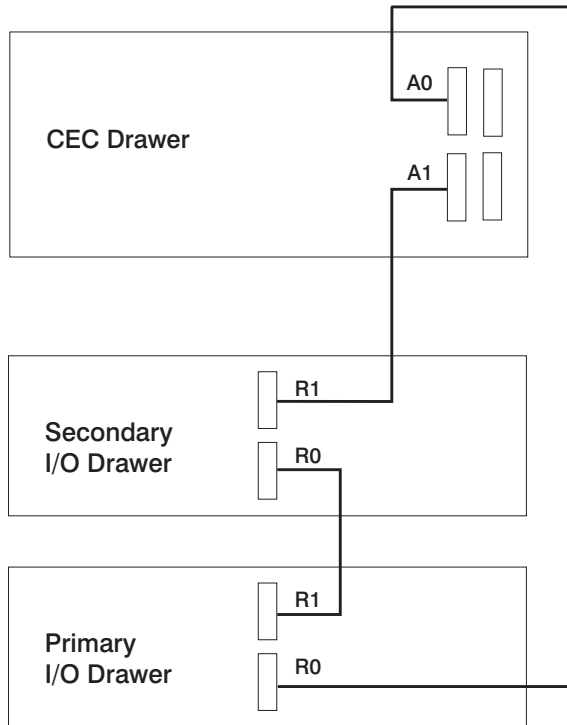 A0
CEC Drawer
A1
R1
Secondary
I/O Drawer
R0
R1
Primary
I/O Drawer
R0